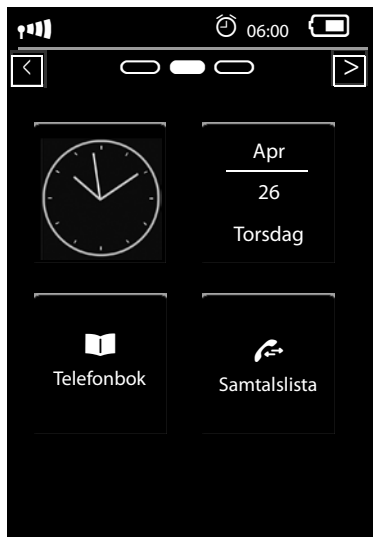 06:00
< >
Apr
26
Torsdag
Telefonbok
Samtalslista